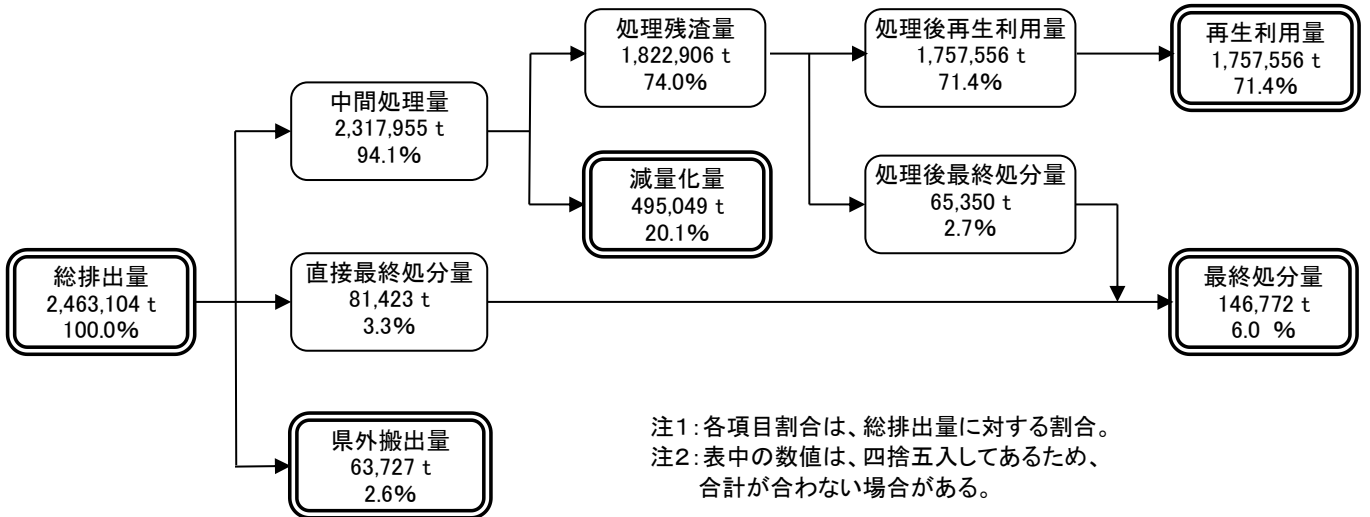 処理残渣量
1,822,906 t
74.0%
処理後再生利用量
1,757,556 t
71.4%
再生利用量
1,757,556 t
71.4%
中間処理量
2,317,955 t
94.1%
減量化量
495,049 t
20.1%
処理後最終処分量
65,350 t
2.7%
総排出量
2,463,104 t
100.0%
直接最終処分量
81,423 t
3.3%
最終処分量
146,772 t
6.0 %
県外搬出量
63,727 t
2.6%
注1:各項目割合は、総排出量に対する割合。
注2:表中の数値は、四捨五入してあるため、
合計が合わない場合がある。